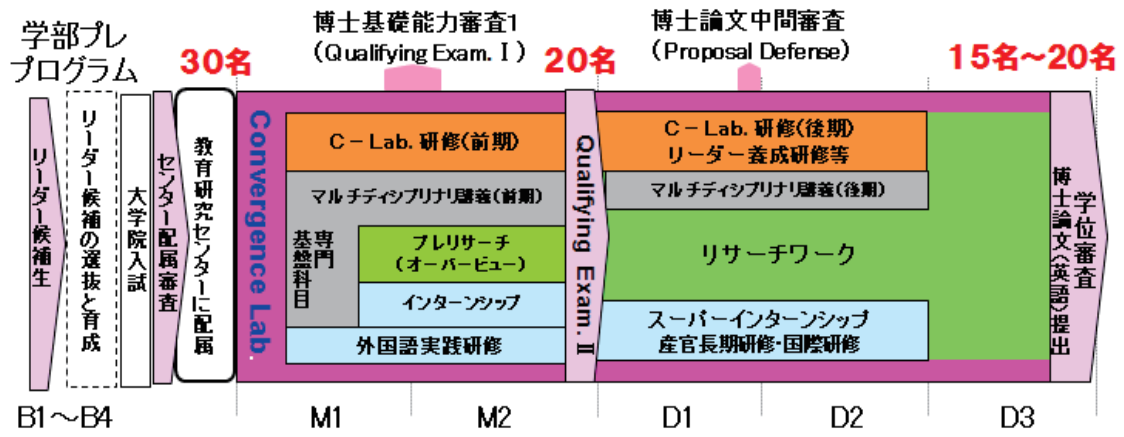 学部プレ
プログラム
30名
博士基礎能力審査1
(Qualifying Exam. Ⅰ)
20名
博士論文中間審査
(Proposal Defense)
15名～20名
リーダー候補生
リーダー候補の選抜と育成
大学院入試
センター配属審査
教育研究センターに配属
Convergence Lab.
C－Lab. 研修(前期)
マルチディシプリナリ講義(前期)
専門
基盤科目
プレリサーチ
(オーバービュー)
インターンシップ
外国語実践研修
Qualifying Exam. Ⅱ
C－Lab. 研修(後期)
リーダー養成研修等
マルチディシプリナリ講義(後期)
リサーチワーク
スーパーインターンシップ
産官長期研修・国際研修
学位審査
博士論文(英語)提出
B1～B4
M1
M2
D1
D2
D3